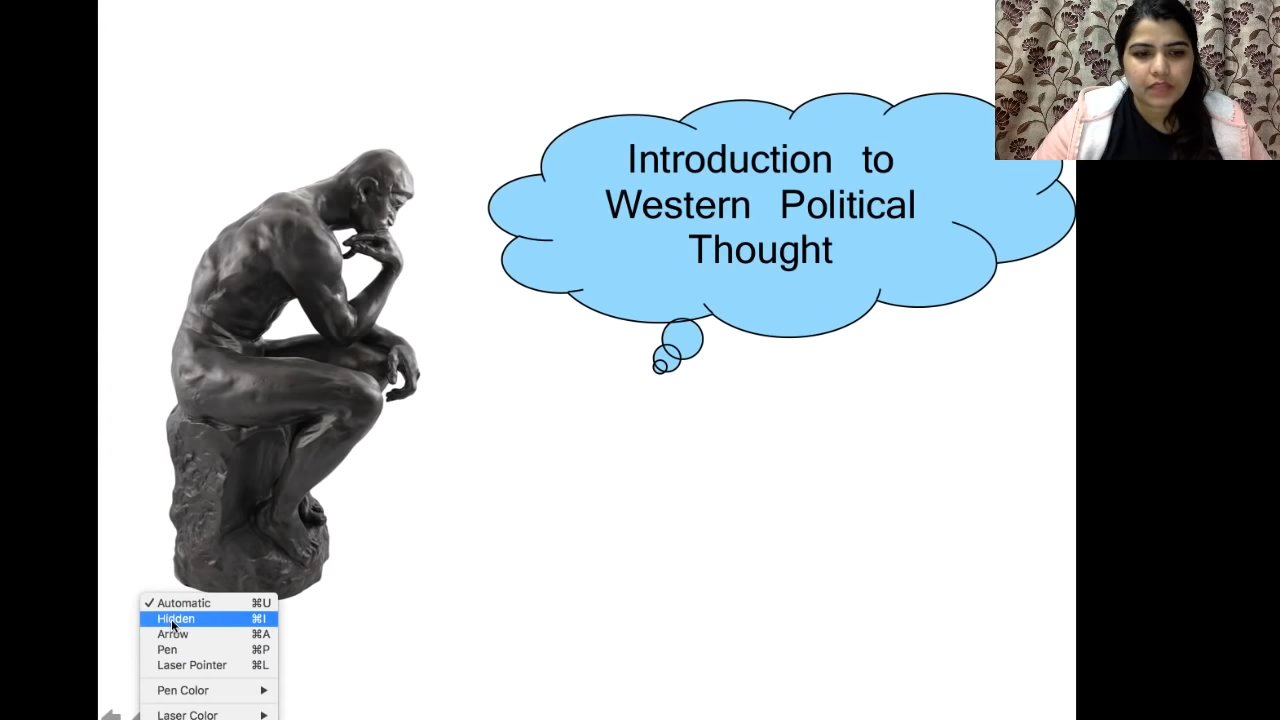 Introduction to
Western Political
Thought
Automatic ⌘U
Hidden ⌘I
Arrow ⌘A
Pen ⌘P
Laser Pointer ⌘L
Pen Color
Laser Color